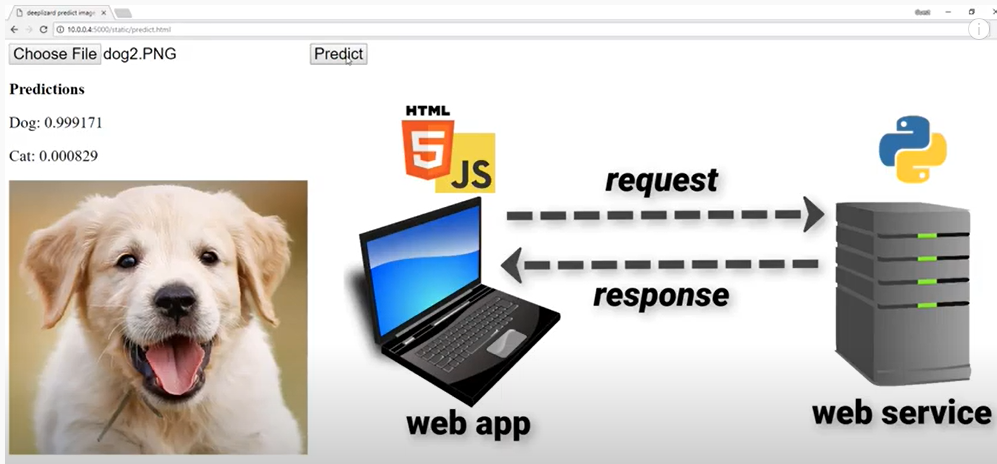 deeplizard predict image
10.0.0.4:5000/static/predict.html
Choose File dog2.PNG
Predict
Predictions
Dog: 0.999171
Cat: 0.000829
HTML
5
JS
request
response
web app
web service